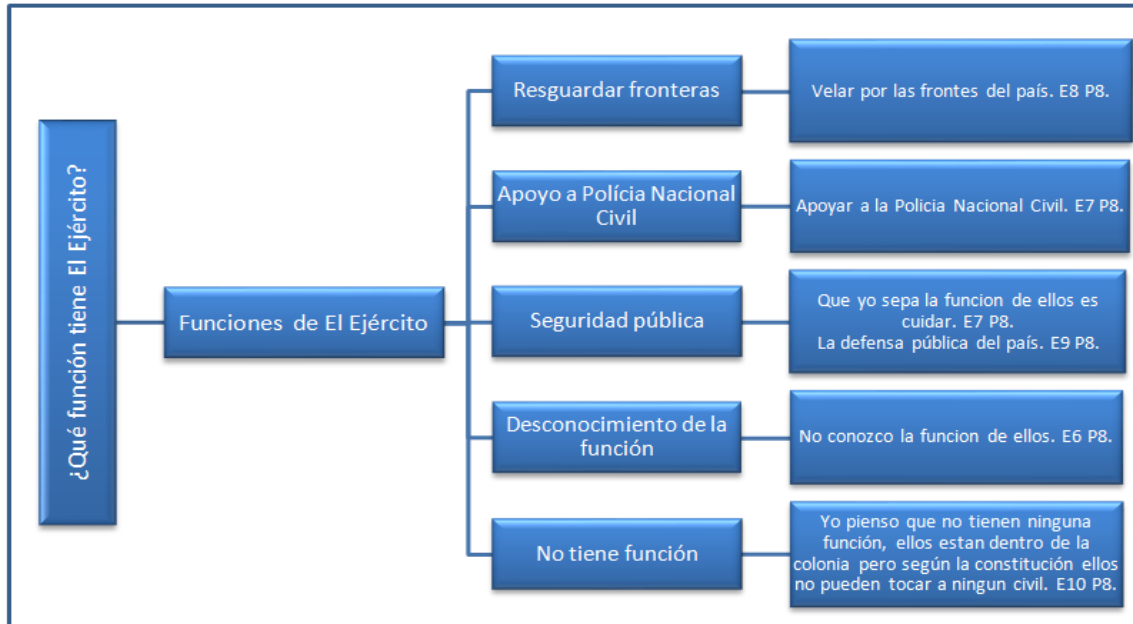 ¿Qué función tiene El Ejército?
Funciones de El Ejército
Resguardar fronteras
Velar por las frontes del país. E8 P8.
Apoyo a Polícia Nacional
Civil
Apoyar a la Policia Nacional Civil. E7 P8.
Seguridad pública
Que yo sepa la funcion de ellos es
cuidar. E7 P8.
La defensa pública del país. E9 P8.
Desconocimiento de la
función
No conozco la funcion de ellos. E6 P8.
No tiene función
Yo pienso que no tienen ninguna
función, ellos estan dentro de la
colonia pero según la constitución ellos
no pueden tocar a ningun civil. E10 P8.